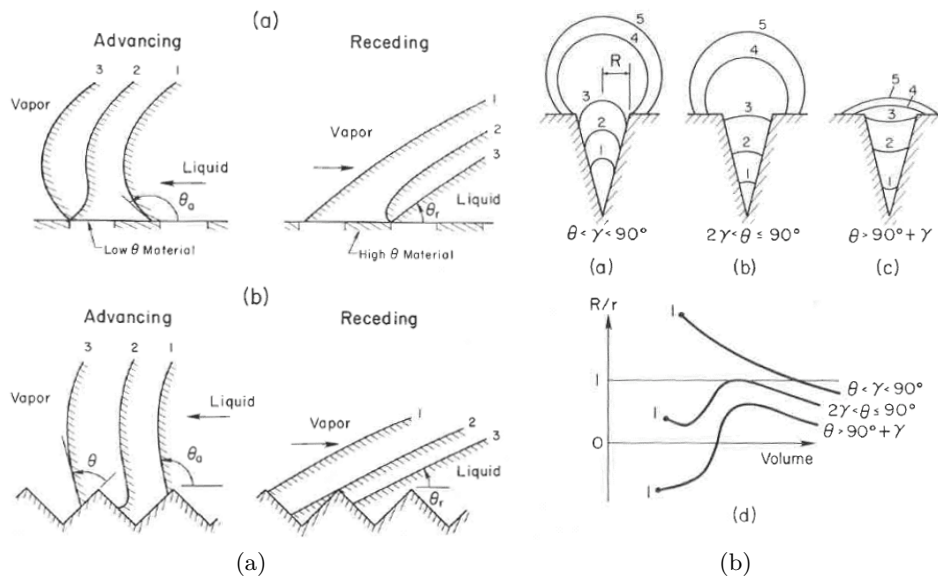 (a)
Advancing
Receding
3 2 1
Vapor
Liquid
θa
Low θ Material
1
2
3
Vapor
Liquid
θr
High θ Material
(b)
Advancing
Receding
3 2 1
Vapor
Liquid
θ
θa
1
2
3
Vapor
Liquid
θr
(a)
5
4
R
3
2
1
θ < γ < 90°
(a)
5
4
3
2
1
2γ < θ ≤ 90°
(b)
5
4
3
2
1
θ > 90° + γ
(c)
R/r
1
1
θ < γ < 90°
1
2γ < θ ≤ 90°
θ > 90° + γ
0
Volume
1
(d)
(b)